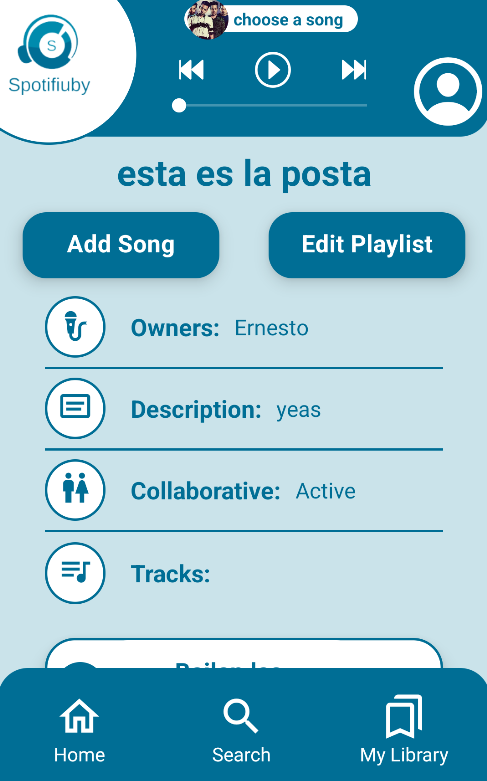 choose a song
S
Spotifiuby
esta es la posta
Add Song
Edit Playlist
Owners: Ernesto
Description: yeas
Collaborative: Active
Tracks:
Home
Search
My Library